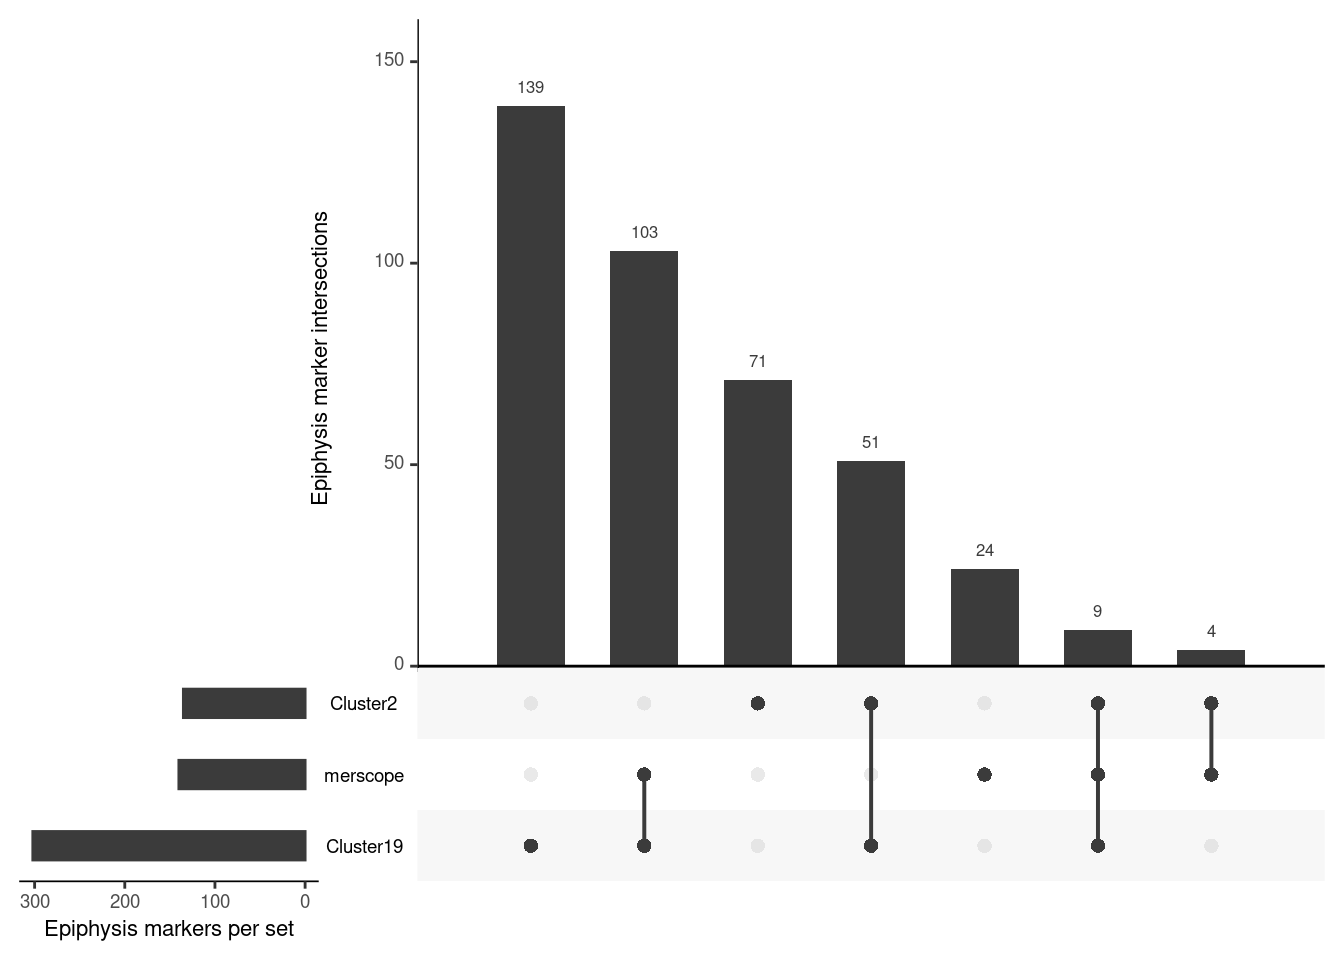 150
139
103
100
Epiphysis marker intersections
71
51
50
24
9
4
0
Cluster2
merscope
Cluster19
300 200 100 0
Epiphysis markers per set